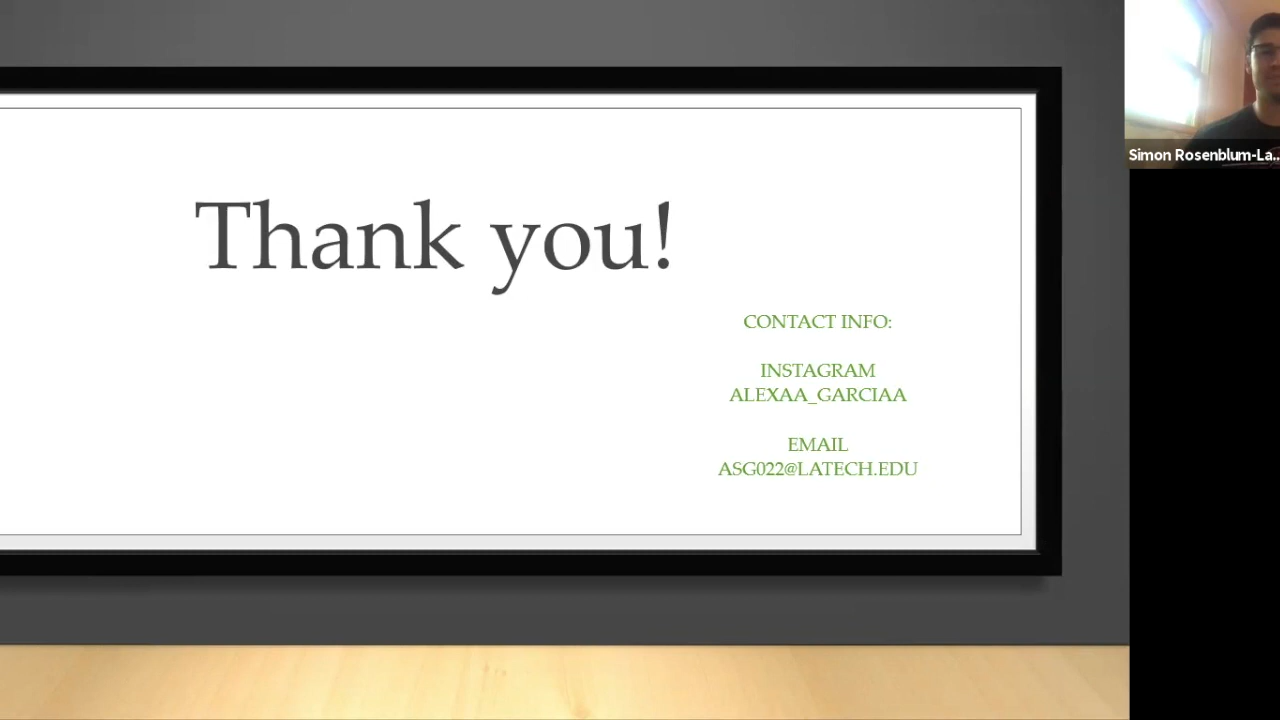 Thank you!
CONTACT INFO:
INSTAGRAM
ALEXAA_GARCIAA
EMAIL
ASG022@LATECH.EDU
Simon Rosenblum-La...